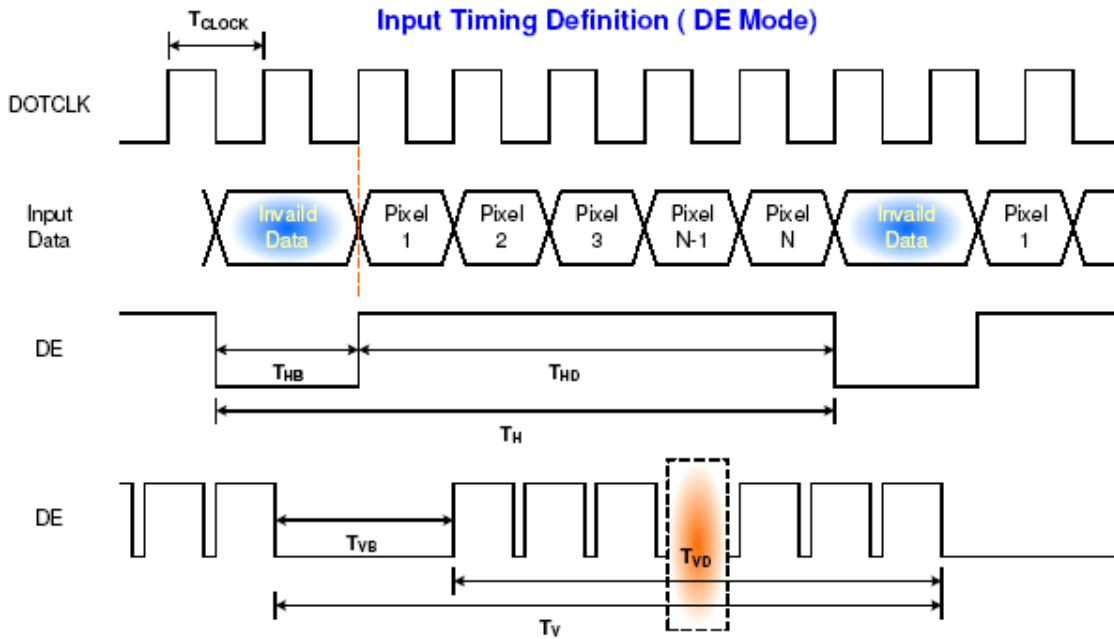 Input Timing Definition ( DE Mode)
TCLOCK
DOTCLK
Input
Data
Invaild
Data
Pixel
1
Pixel
2
Pixel
3
Pixel
N-1
Pixel
N
Invaild
Data
Pixel
1
DE
THB
THD
TH
DE
TVB
TVD
TV